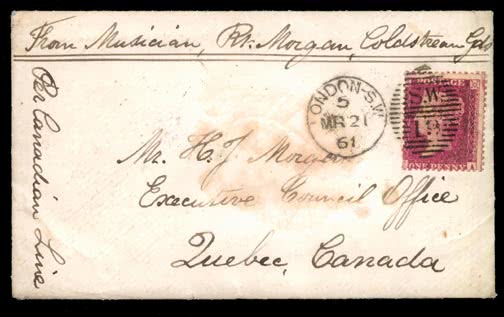 From Musician, Rt. Morgan, Coldstream Gds
Per Canadian Line
LONDON-S.W
5
MR 21
61
S.W
Mr. H. J. Morgan
Executive Council Office
Quebec, Canada